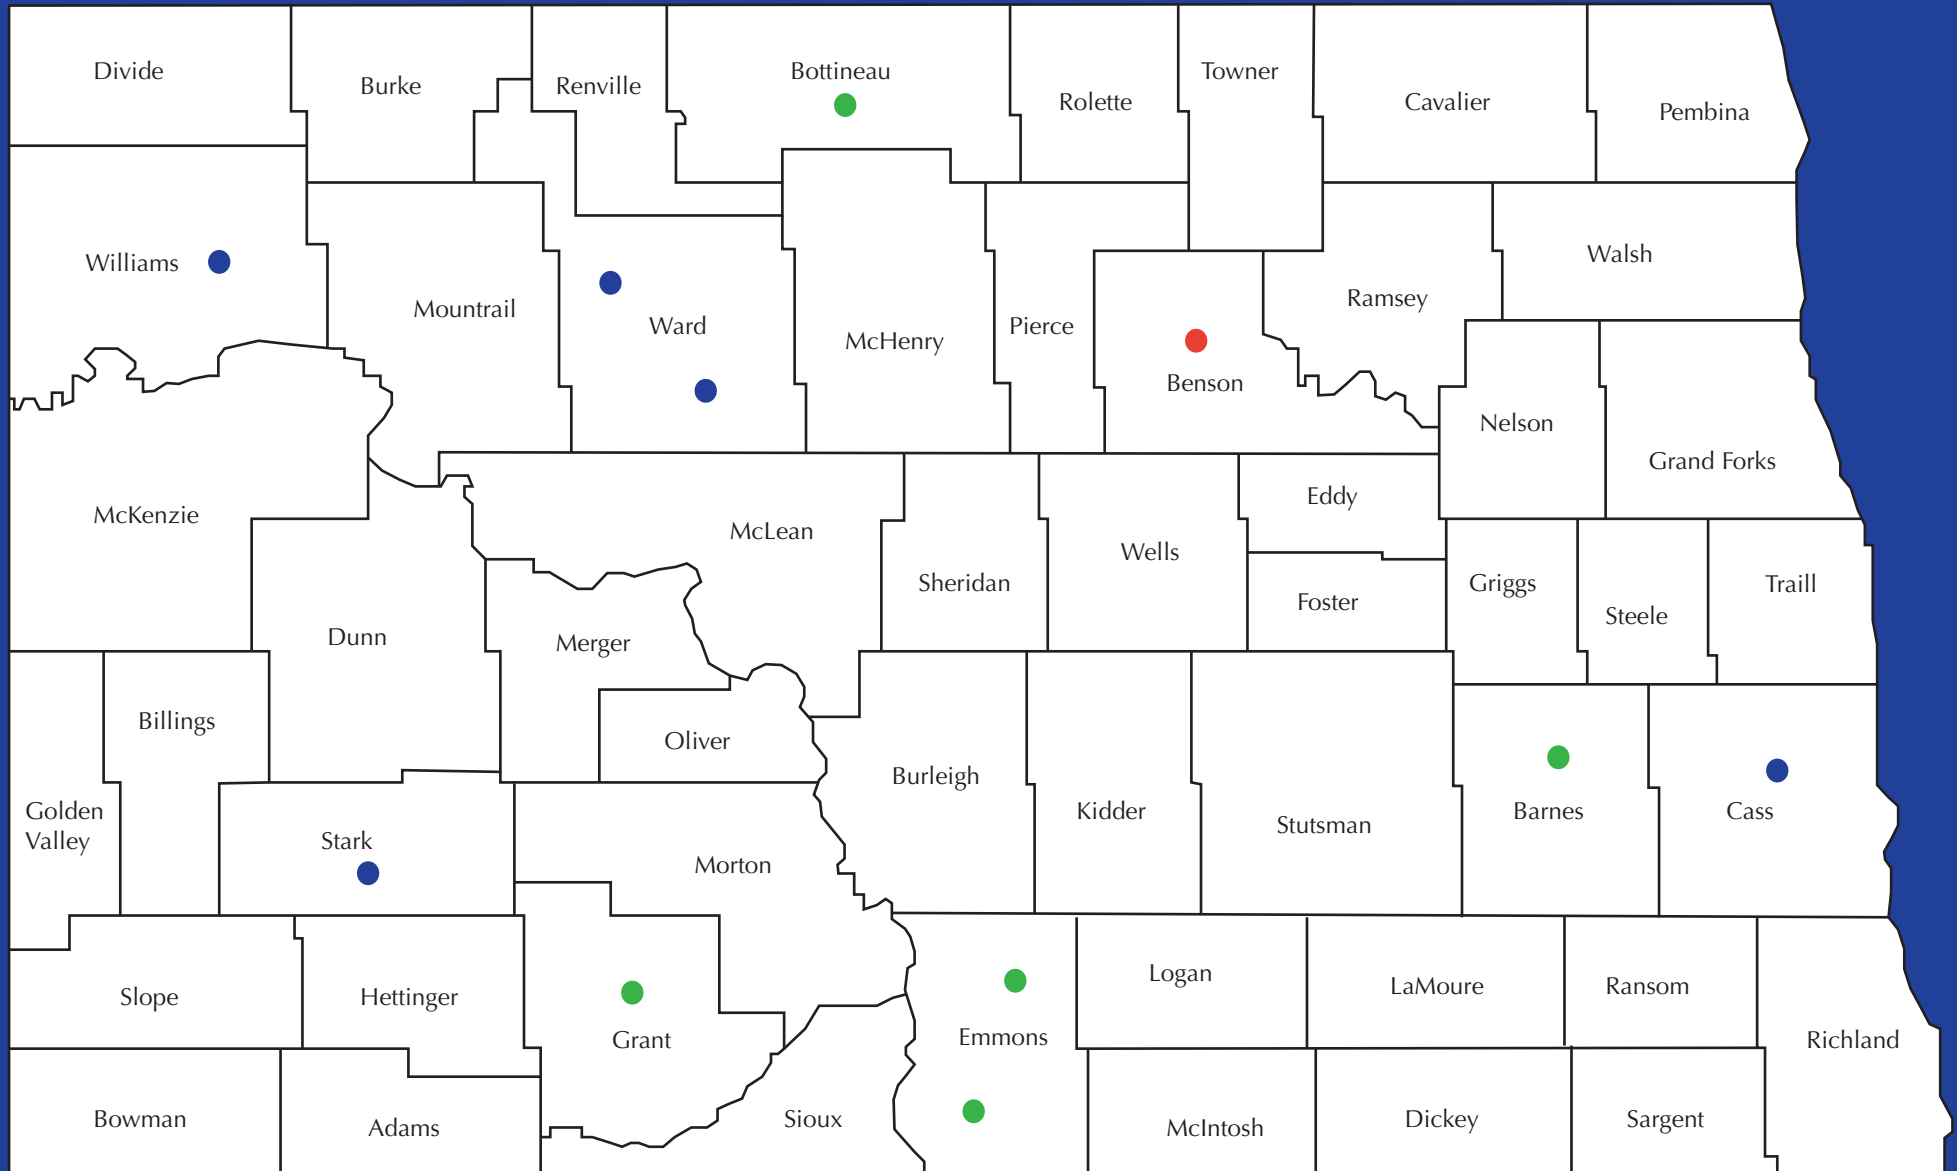 Divide
Burke
Renville
Bottineau
Rolette
Towner
Cavalier
Pembina
Williams
Mountrail
Ward
McHenry
Pierce
Benson
Ramsey
Walsh
Nelson
Grand Forks
McKenzie
Dunn
McLean
Merger
Oliver
Sheridan
Wells
Eddy
Foster
Griggs
Steele
Traill
Golden
Valley
Billings
Stark
Morton
Burleigh
Kidder
Stutsman
Barnes
Cass
Slope
Hettinger
Grant
Emmons
Logan
LaMoure
Ransom
Richland
Bowman
Adams
Sioux
McIntosh
Dickey
Sargent